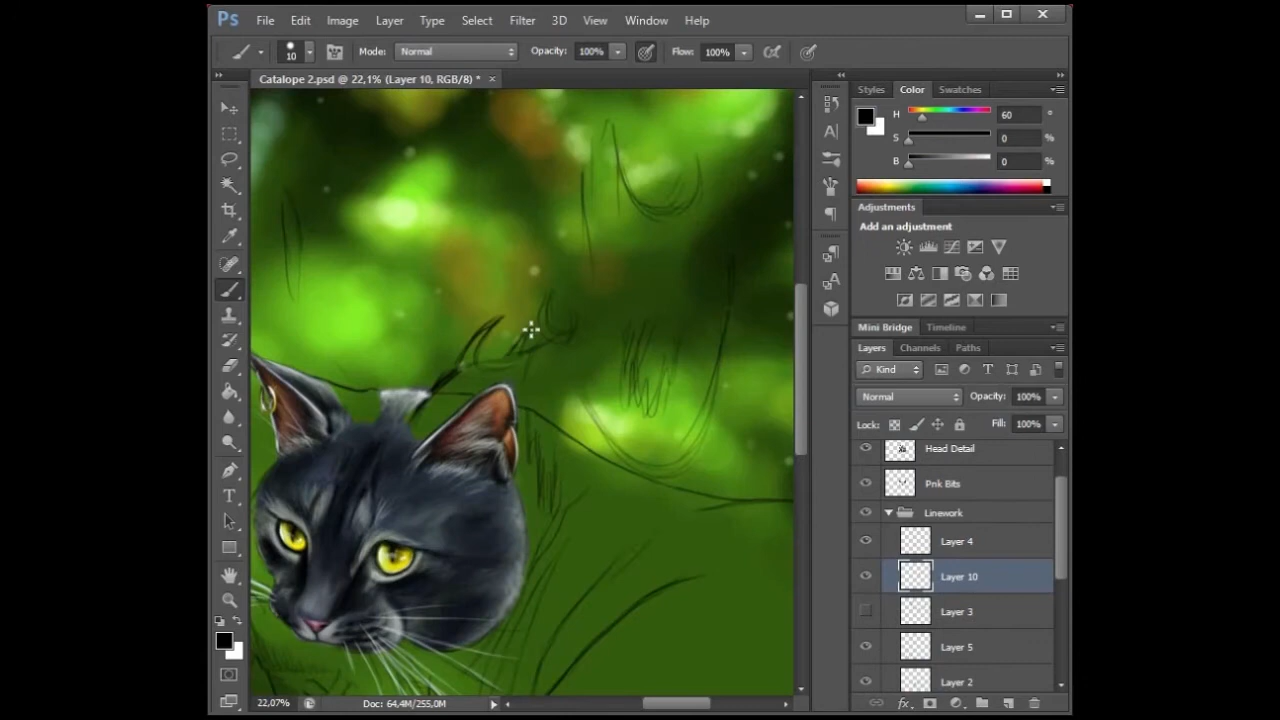 Ps File Edit Image Layer Type Select Filter 3D View Window Help
10 Mode: Normal Opacity: 100% Flow: 100%
Catalope 2.psd @ 22,1% (Layer 10, RGB/8) *
Styles Color Swatches
H 60 °
S 0 %
B 0 %
Adjustments
Add an adjustment
Mini Bridge Timeline
Layers Channels Paths
Kind
Normal Opacity: 100%
Lock: Fill: 100%
Head Detail
Pnk Bits
Linework
Layer 4
Layer 10
Layer 3
Layer 5
Layer 2
22,07% Doc: 64,4M/255,0M